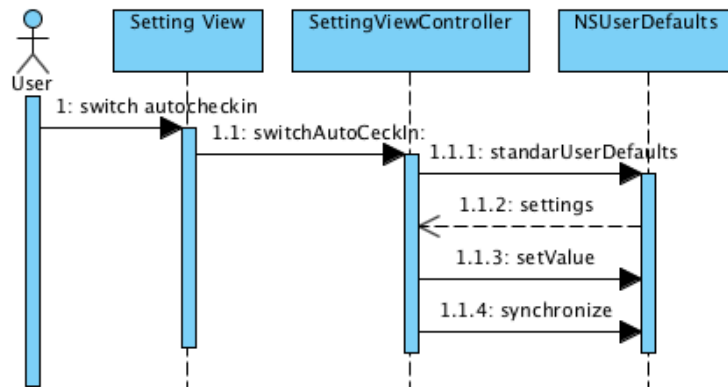 Setting View
SettingViewController
NSUserDefaults
User
1: switch autocheckin
1.1: switchAutoCeckIn:
1.1.1: standarUserDefaults
1.1.2: settings
1.1.3: setValue
1.1.4: synchronize